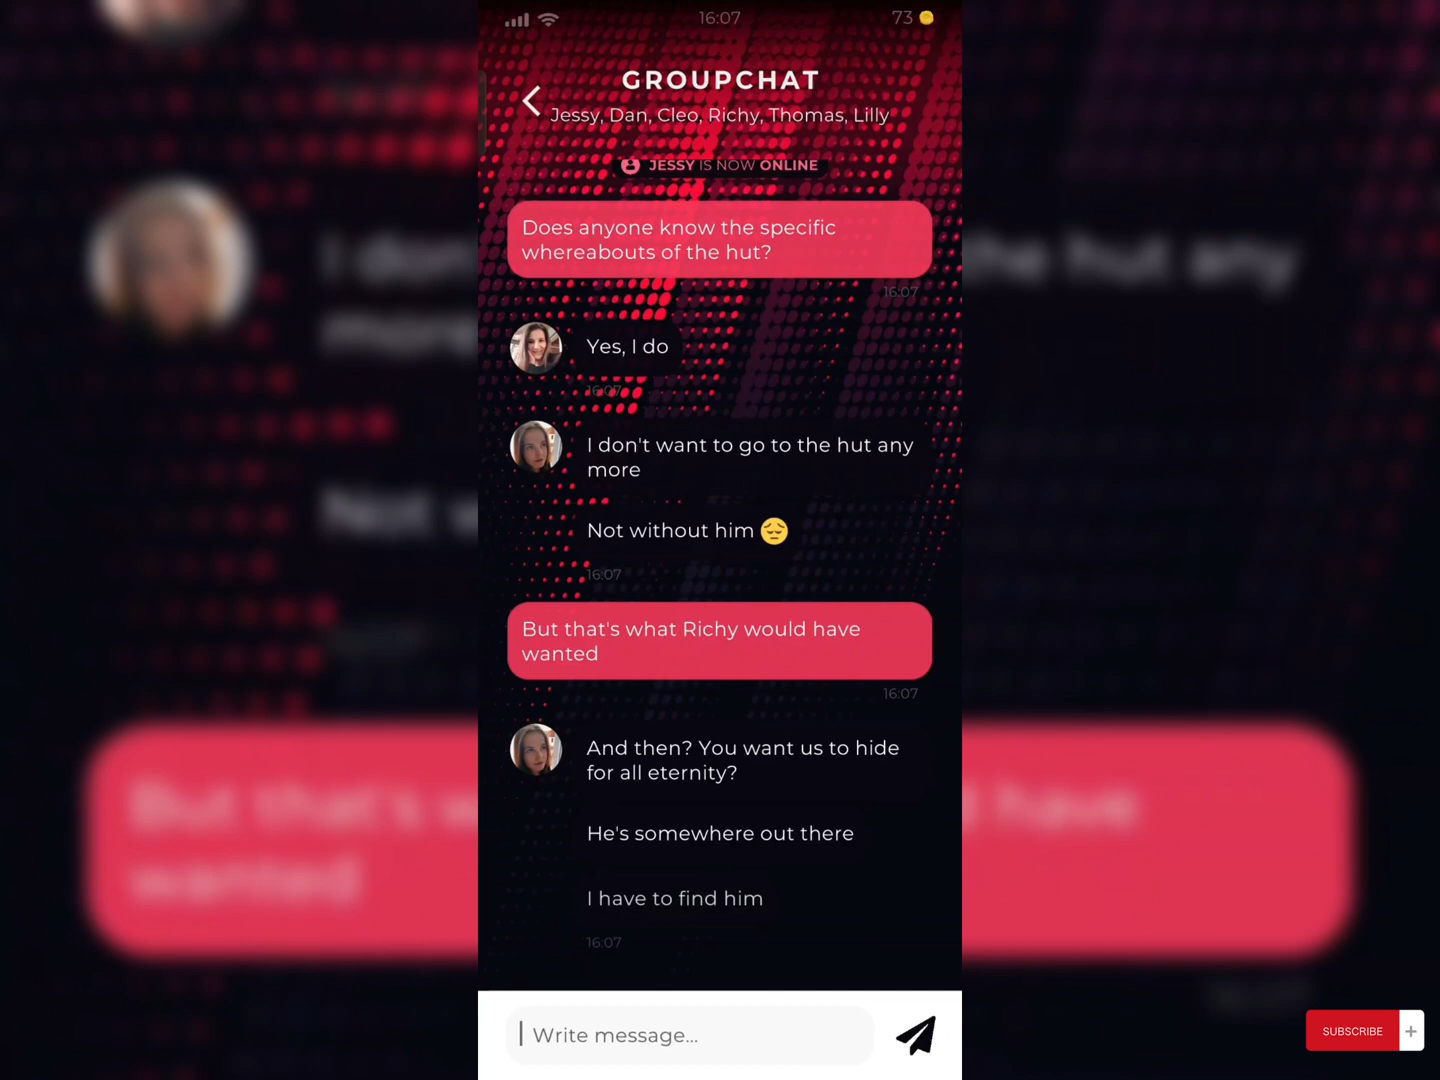 16:07
73
GROUPCHAT
Jessy, Dan, Cleo, Richy, Thomas, Lilly
JESSY IS NOW ONLINE
Does anyone know the specific
whereabouts of the hut?
16:07
Yes, I do
16:07
I don't want to go to the hut any
more
Not without him 😔
16:07
But that's what Richy would have
wanted
16:07
And then? You want us to hide
for all eternity?
He's somewhere out there
I have to find him
16:07
Write message...
SUBSCRIBE